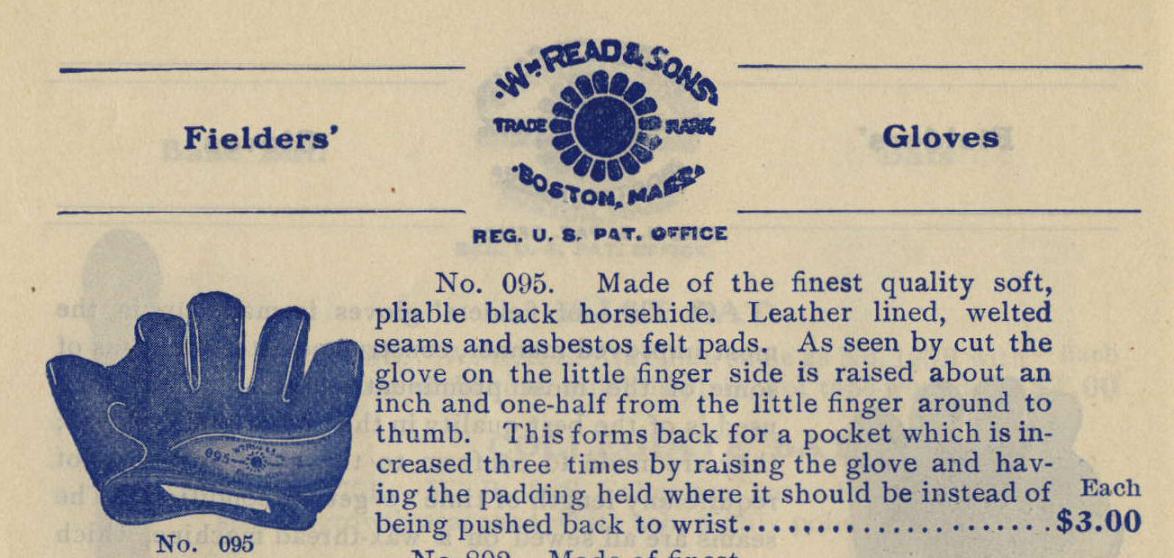 ·Wm READ & SONS·
TRADE MARK
·BOSTON, MASS·
REG. U. S. PAT. OFFICE
Fielders’
Gloves
No. 095. Made of the finest quality soft,
pliable black horsehide. Leather lined, welted
seams and asbestos felt pads. As seen by cut the
glove on the little finger side is raised about an
inch and one-half from the little finger around to
thumb. This forms back for a pocket which is in-
creased three times by raising the glove and hav-
ing the padding held where it should be instead of
being pushed back to wrist.......................
Each
$3.00
095
No. 095
Made of finest